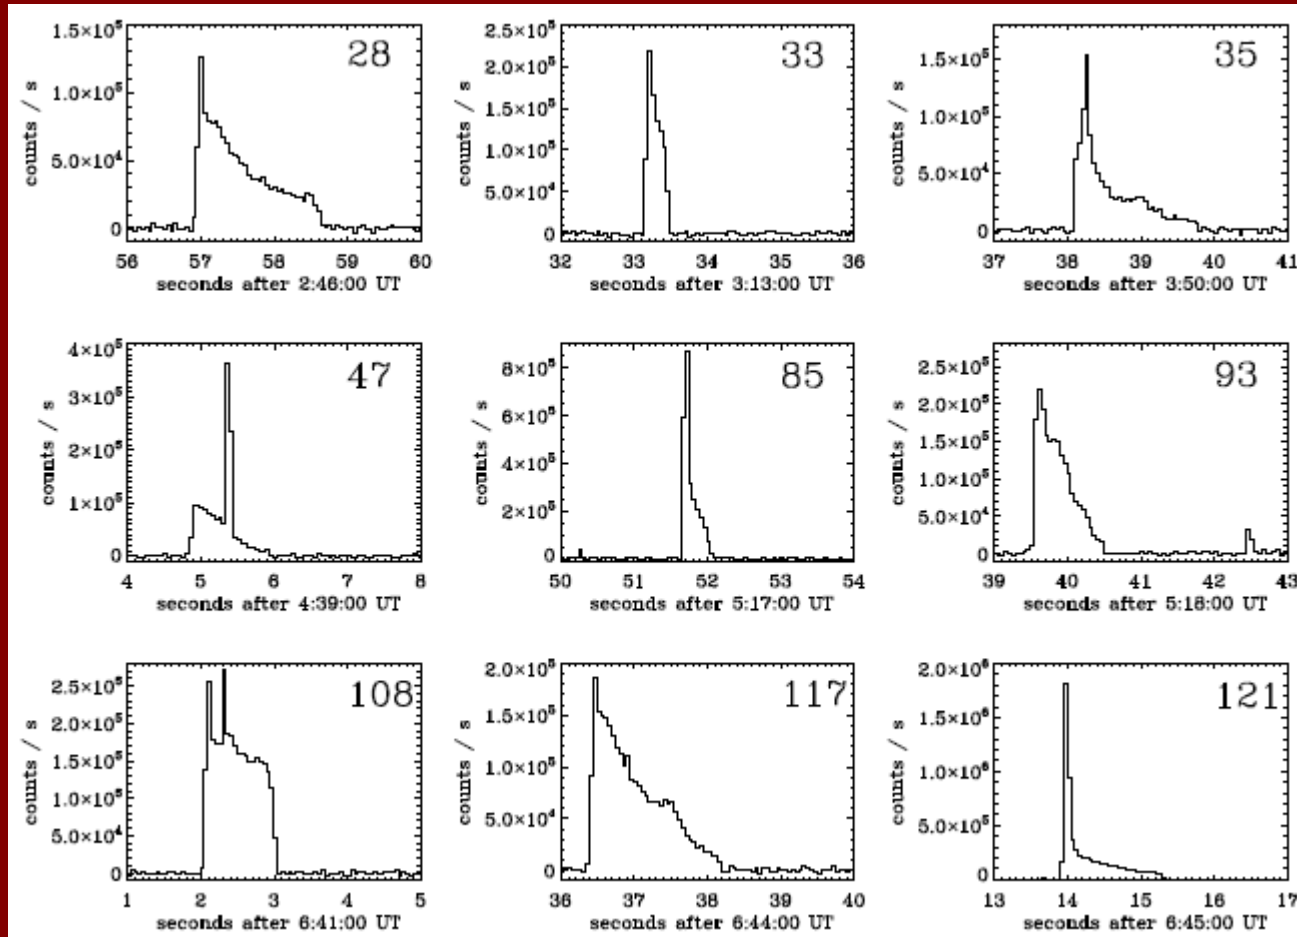 28
1.5×10⁵
1.0×10⁵
5.0×10⁴
0
counts / s
56 57 58 59 60
seconds after 2:46:00 UT
33
2.5×10⁵
2.0×10⁵
1.5×10⁵
1.0×10⁵
5.0×10⁴
0
counts / s
32 33 34 35 36
seconds after 3:13:00 UT
35
1.5×10⁵
1.0×10⁵
5.0×10⁴
0
counts / s
37 38 39 40 41
seconds after 3:50:00 UT
47
4×10⁵
3×10⁵
2×10⁵
1×10⁵
0
counts / s
4 5 6 7 8
seconds after 4:39:00 UT
85
8×10⁵
6×10⁵
4×10⁵
2×10⁵
0
counts / s
50 51 52 53 54
seconds after 5:17:00 UT
93
2.5×10⁵
2.0×10⁵
1.5×10⁵
1.0×10⁵
5.0×10⁴
0
counts / s
39 40 41 42 43
seconds after 5:18:00 UT
108
2.5×10⁵
2.0×10⁵
1.5×10⁵
1.0×10⁵
5.0×10⁴
0
counts / s
1 2 3 4 5
seconds after 6:41:00 UT
117
2.0×10⁵
1.5×10⁵
1.0×10⁵
5.0×10⁴
0
counts / s
36 37 38 39 40
seconds after 6:44:00 UT
121
2.0×10⁶
1.5×10⁶
1.0×10⁶
5.0×10⁵
0
counts / s
13 14 15 16 17
seconds after 6:45:00 UT